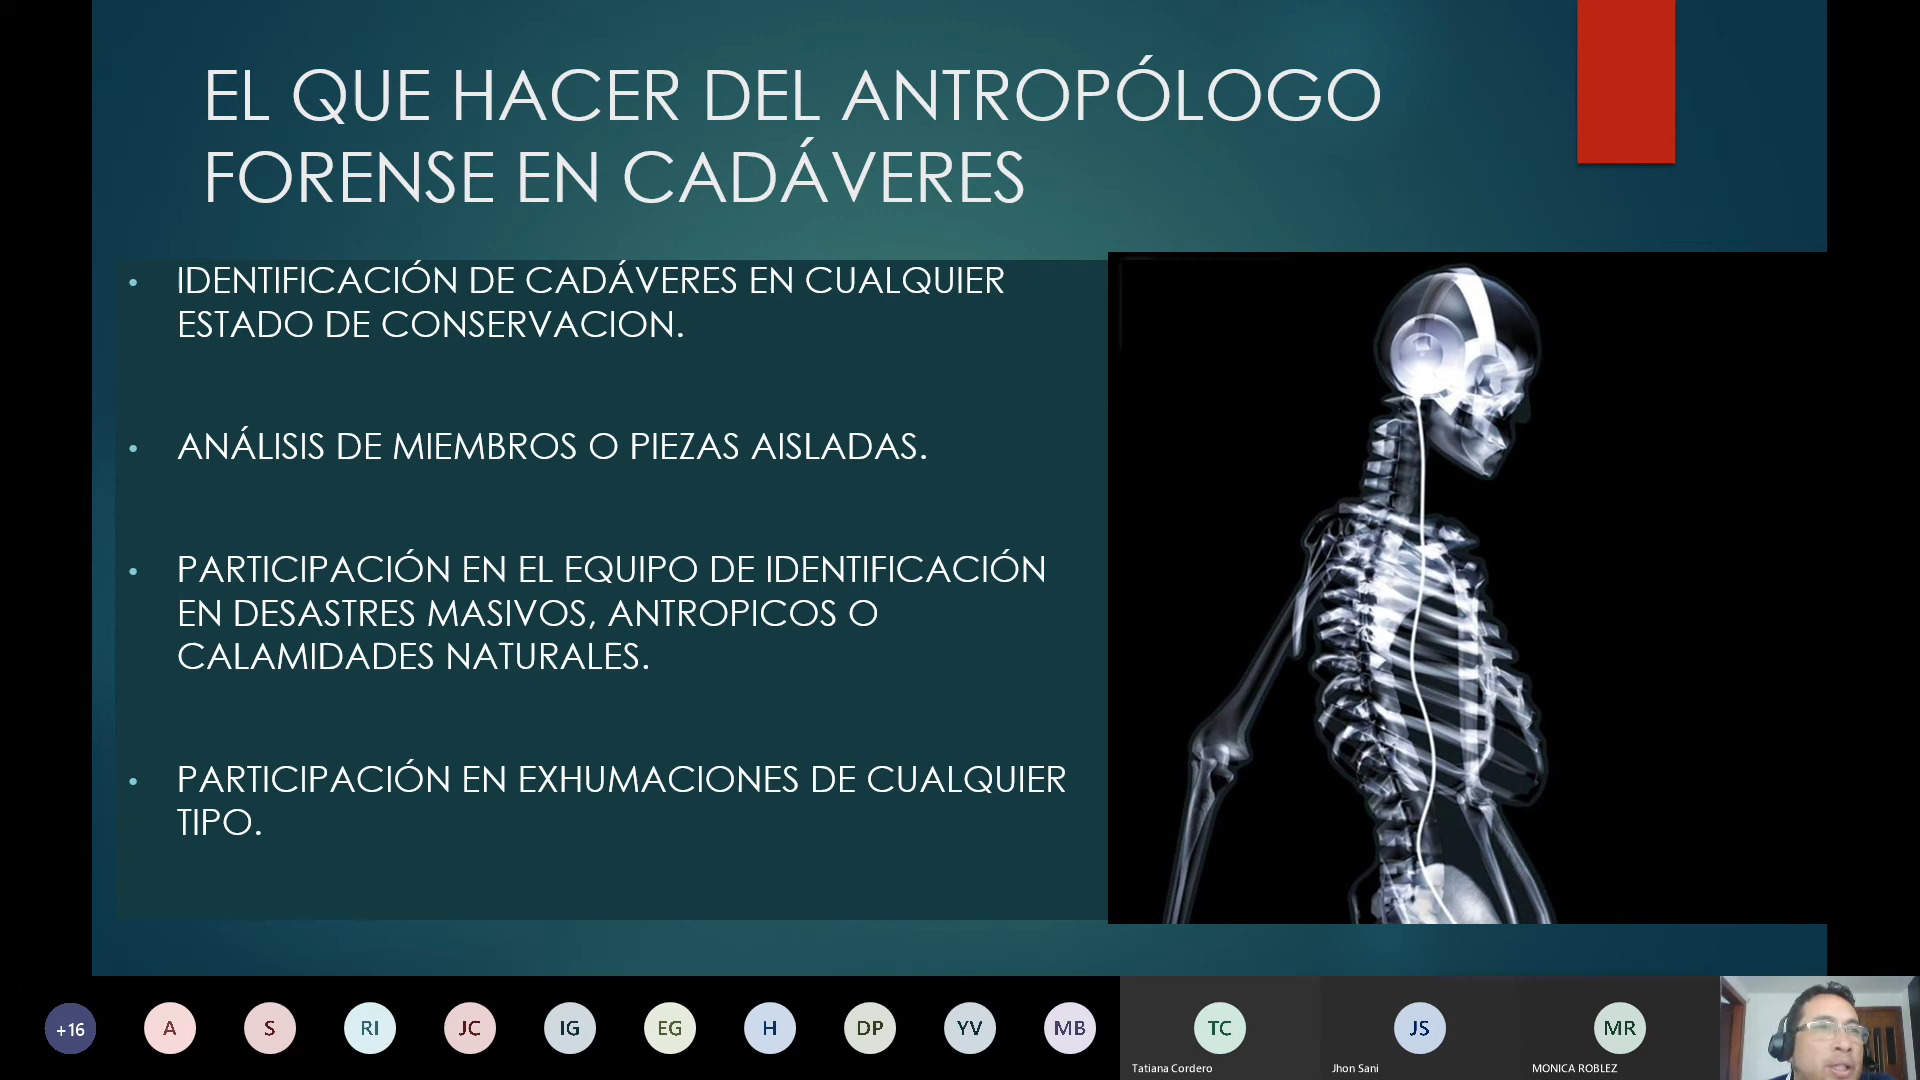 EL QUE HACER DEL ANTROPÓLOGO
FORENSE EN CADÁVERES
• IDENTIFICACIÓN DE CADÁVERES EN CUALQUIER
ESTADO DE CONSERVACION.
• ANÁLISIS DE MIEMBROS O PIEZAS AISLADAS.
• PARTICIPACIÓN EN EL EQUIPO DE IDENTIFICACIÓN
EN DESASTRES MASIVOS, ANTROPICOS O
CALAMIDADES NATURALES.
• PARTICIPACIÓN EN EXHUMACIONES DE CUALQUIER
TIPO.
+16 A S RI JC IG EG H DP YV MB TC JS MR
Tatiana Cordero Jhon Sani MONICA ROBLEZ